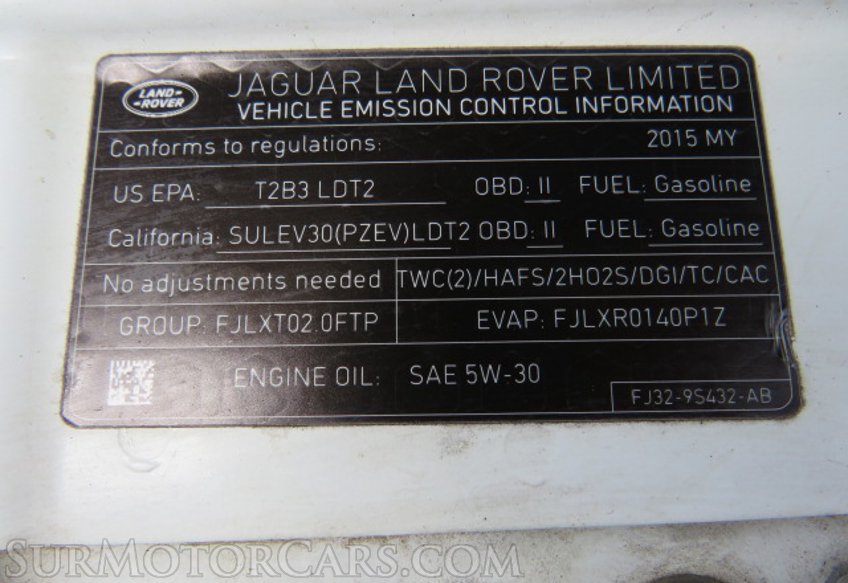 LAND-
-ROVER
JAGUAR LAND ROVER LIMITED
VEHICLE EMISSION CONTROL INFORMATION
Conforms to regulations: 2015 MY
US EPA: T2B3 LDT2 OBD: II FUEL: Gasoline
California: SULEV30(PZEV)LDT2 OBD: II FUEL: Gasoline
No adjustments needed TWC(2)/HAFS/2HO2S/DGI/TC/CAC
GROUP: FJLXT02.0FTP EVAP: FJLXR0140P1Z
ENGINE OIL: SAE 5W-30
FJ32-9S432-AB
SURMOTORCARS.COM